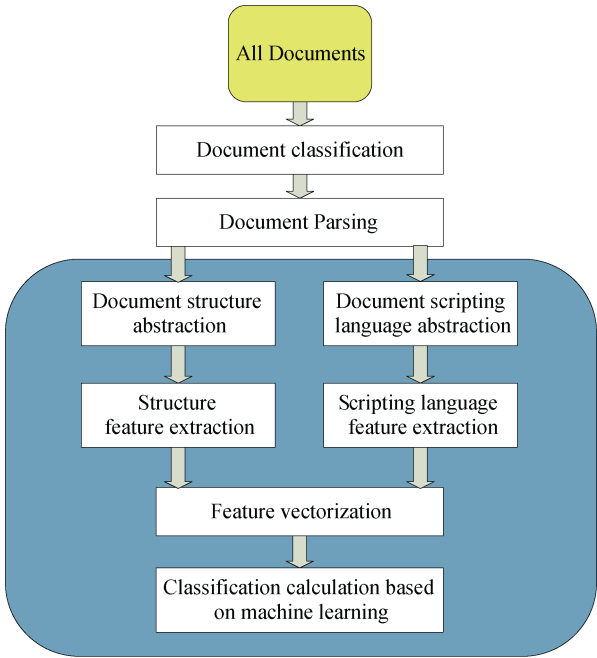 All Documents
Document classification
Document Parsing
Document structure
abstraction
Document scripting
language abstraction
Structure
feature extraction
Scripting language
feature extraction
Feature vectorization
Classification calculation based
on machine learning